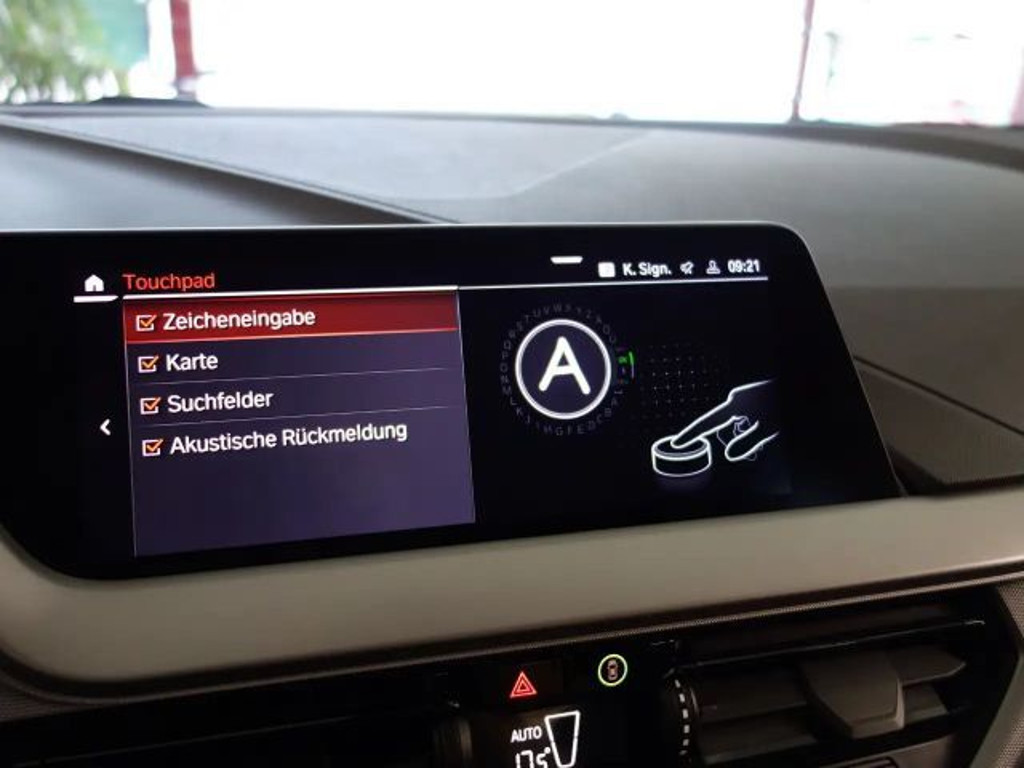 Touchpad
K. Sign. 09:21
Zeicheneingabe
Karte
Suchfelder
Akustische Rückmeldung
A
AUTO